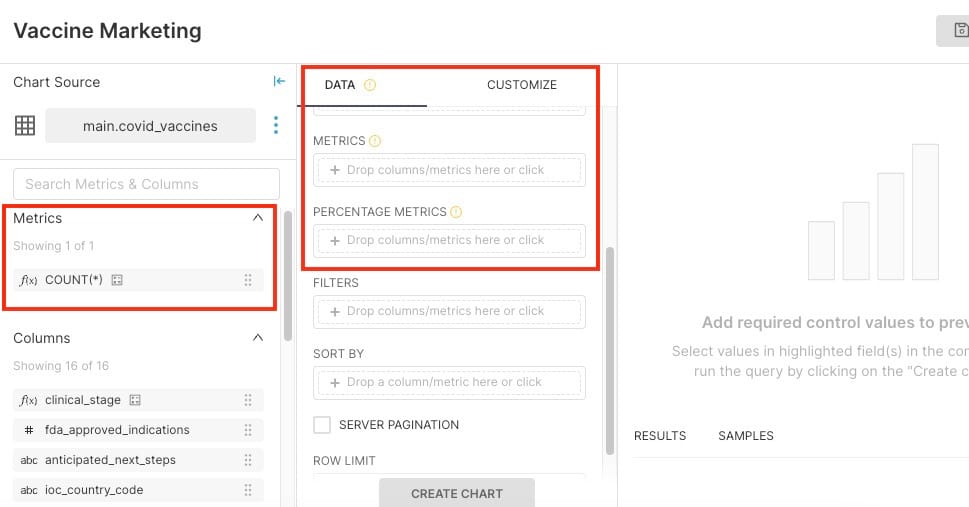 Vaccine Marketing
Chart Source
main.covid_vaccines
Search Metrics & Columns
Metrics
Showing 1 of 1
f(x) COUNT(*)
Columns
Showing 16 of 16
f(x) clinical_stage
# fda_approved_indications
abc anticipated_next_steps
abc ioc_country_code
DATA
CUSTOMIZE
METRICS
+ Drop columns/metrics here or click
PERCENTAGE METRICS
+ Drop columns/metrics here or click
FILTERS
+ Drop columns/metrics here or click
SORT BY
+ Drop a column/metric here or click
SERVER PAGINATION
ROW LIMIT
CREATE CHART
Add required control values to prev
Select values in highlighted field(s) in the con
run the query by clicking on the "Create c
RESULTS
SAMPLES